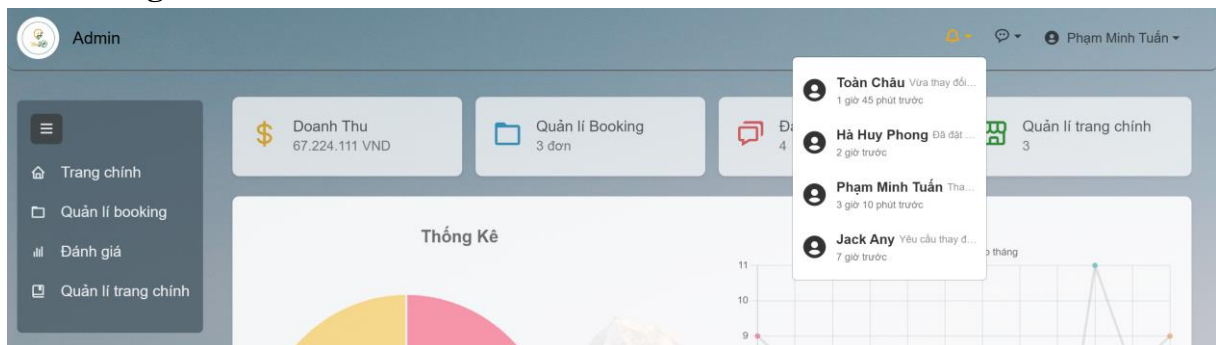 Admin
Phạm Minh Tuấn
Trang chính
Quản lí booking
Đánh giá
Quản lí trang chính
Doanh Thu
67.224.111 VND
Quản lí Booking
3 đơn
4
Quản lí trang chính
3
Toàn Châu Vừa thay đổi...
1 giờ 45 phút trước
Hà Huy Phong Đã đặt ...
2 giờ trước
Phạm Minh Tuấn Tha...
3 giờ 10 phút trước
Jack Any Yêu cầu thay đ...
7 giờ trước
Thống Kê
tháng
11
10
9